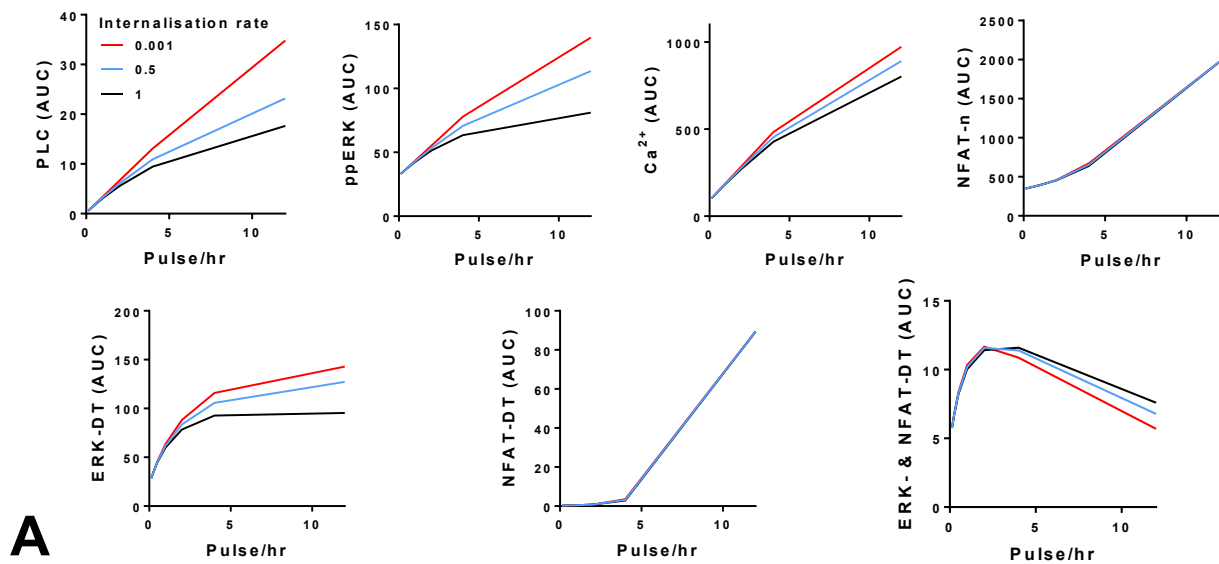 Internalisation rate
0.001
0.5
1
PLC (AUC)
40
30
20
10
0
0 5 10
Pulse/hr
ppERK (AUC)
150
100
50
0
0 5 10
Pulse/hr
Ca2+ (AUC)
1000
500
0
0 5 10
Pulse/hr
NFAT-n (AUC)
2500
2000
1500
1000
500
0
0 5 10
Pulse/hr
ERK-DT (AUC)
200
150
100
50
0
0 5 10
Pulse/hr
NFAT-DT (AUC)
100
80
60
40
20
0
0 5 10
Pulse/hr
ERK- & NFAT-DT (AUC)
15
10
5
0
0 5 10
Pulse/hr
A